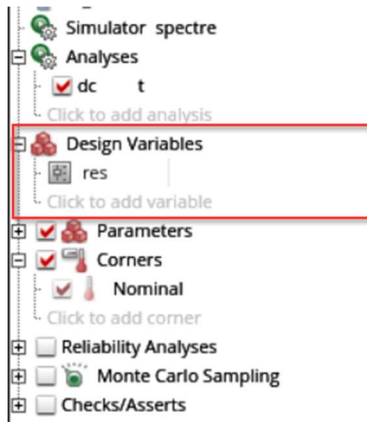 Simulator spectre
Analyses
dc t
Click to add analysis
Design Variables
res
Click to add variable
Parameters
Corners
Nominal
Click to add corner
Reliability Analyses
Monte Carlo Sampling
Checks/Asserts